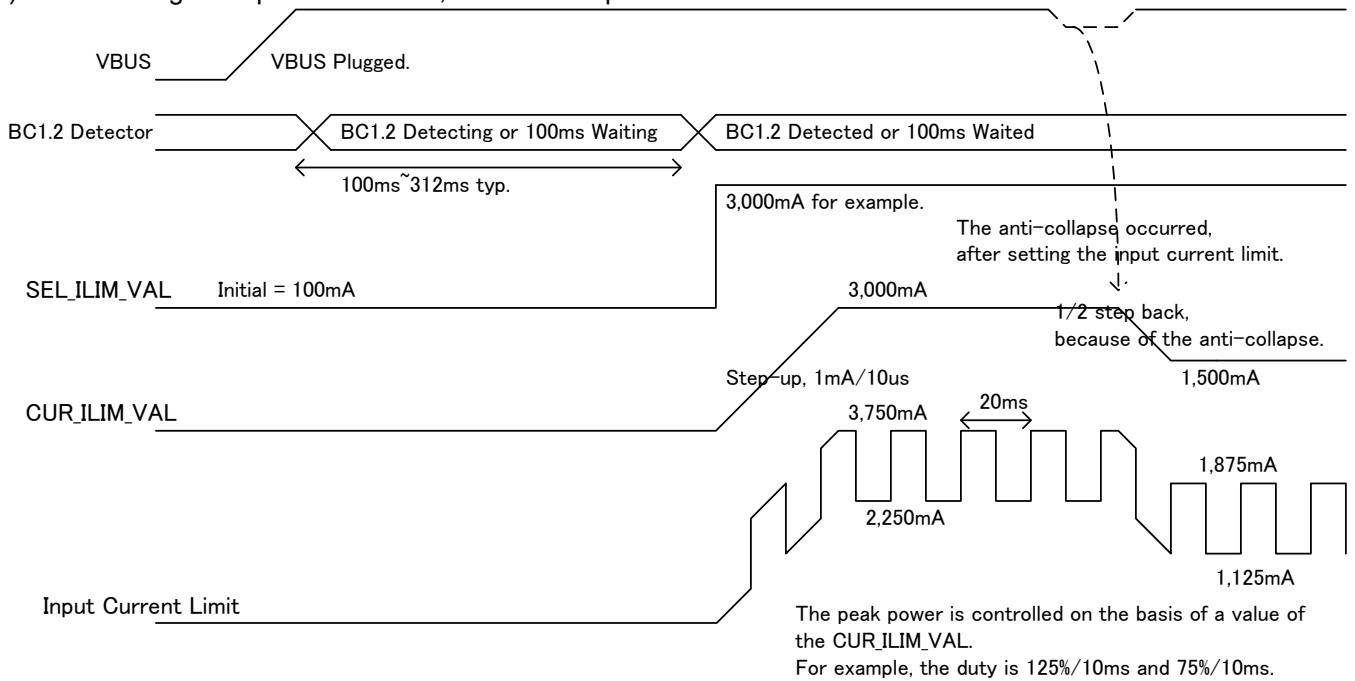 VBUS
VBUS Plugged.
BC1.2 Detector
BC1.2 Detecting or 100ms Waiting
BC1.2 Detected or 100ms Waited
100ms~312ms typ.
3,000mA for example.
The anti-collapse occurred,
after setting the input current limit.
SEL_ILIM_VAL
Initial = 100mA
3,000mA
1/2 step back,
because of the anti-collapse.
Step-up, 1mA/10us
1,500mA
CUR_ILIM_VAL
3,750mA
20ms
1,875mA
2,250mA
1,125mA
Input Current Limit
The peak power is controlled on the basis of a value of
the CUR_ILIM_VAL.
For example, the duty is 125%/10ms and 75%/10ms.